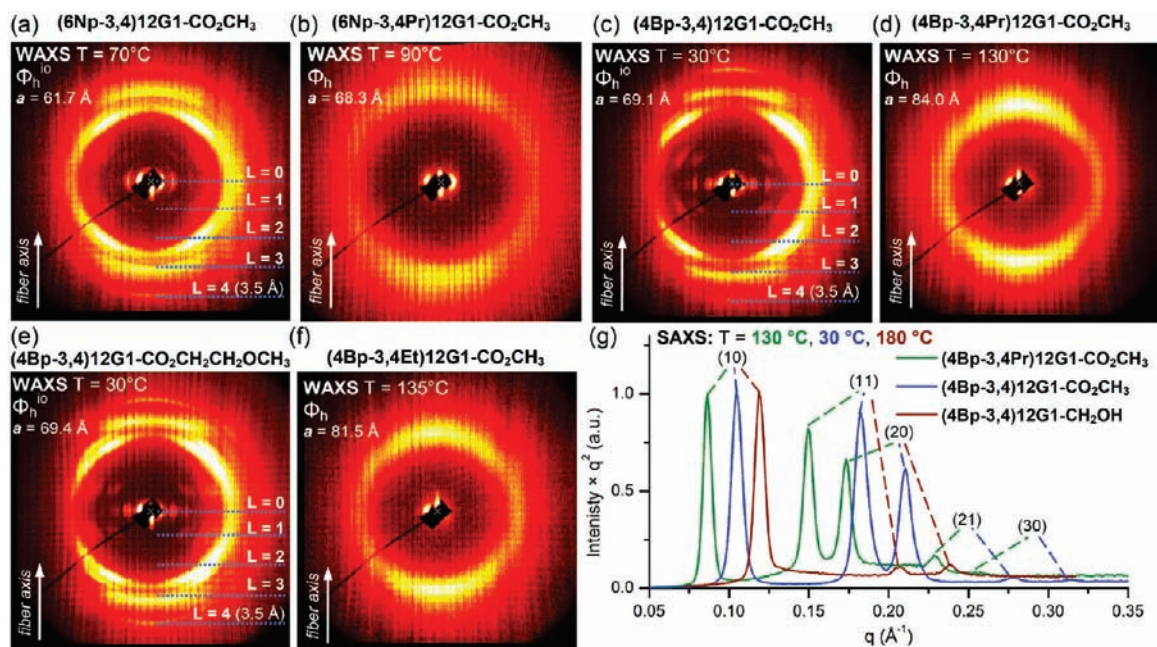 (a) (6Np-3,4)12G1-CO₂CH₃
WAXS T = 70°C
Φₕⁱᵒ
a = 61.7 Å
L = 0
L = 1
L = 2
L = 3
L = 4 (3.5 Å)
fiber axis
(b) (6Np-3,4Pr)12G1-CO₂CH₃
WAXS T = 90°C
Φₕ
a = 68.3 Å
fiber axis
(c) (4Bp-3,4)12G1-CO₂CH₃
WAXS T = 30°C
Φₕⁱᵒ
a = 69.1 Å
L = 0
L = 1
L = 2
L = 3
L = 4 (3.5 Å)
fiber axis
(d) (4Bp-3,4Pr)12G1-CO₂CH₃
WAXS T = 130°C
Φₕ
a = 84.0 Å
fiber axis
(e) (4Bp-3,4)12G1-CO₂CH₂CH₂OCH₃
WAXS T = 30°C
Φₕⁱᵒ
a = 69.4 Å
L = 0
L = 1
L = 2
L = 3
L = 4 (3.5 Å)
fiber axis
(f) (4Bp-3,4Et)12G1-CO₂CH₃
WAXS T = 135°C
Φₕ
a = 81.5 Å
fiber axis
(g) SAXS: T = 130 °C, 30 °C, 180 °C
(10)
(11)
(20)
(21)
(30)
(4Bp-3,4Pr)12G1-CO₂CH₃
(4Bp-3,4)12G1-CO₂CH₃
(4Bp-3,4)12G1-CH₂OH
Intenisty × q² (a.u.)
1.0
0.5
0.0
0.05 0.10 0.15 0.20 0.25 0.30 0.35
q (Å⁻¹)